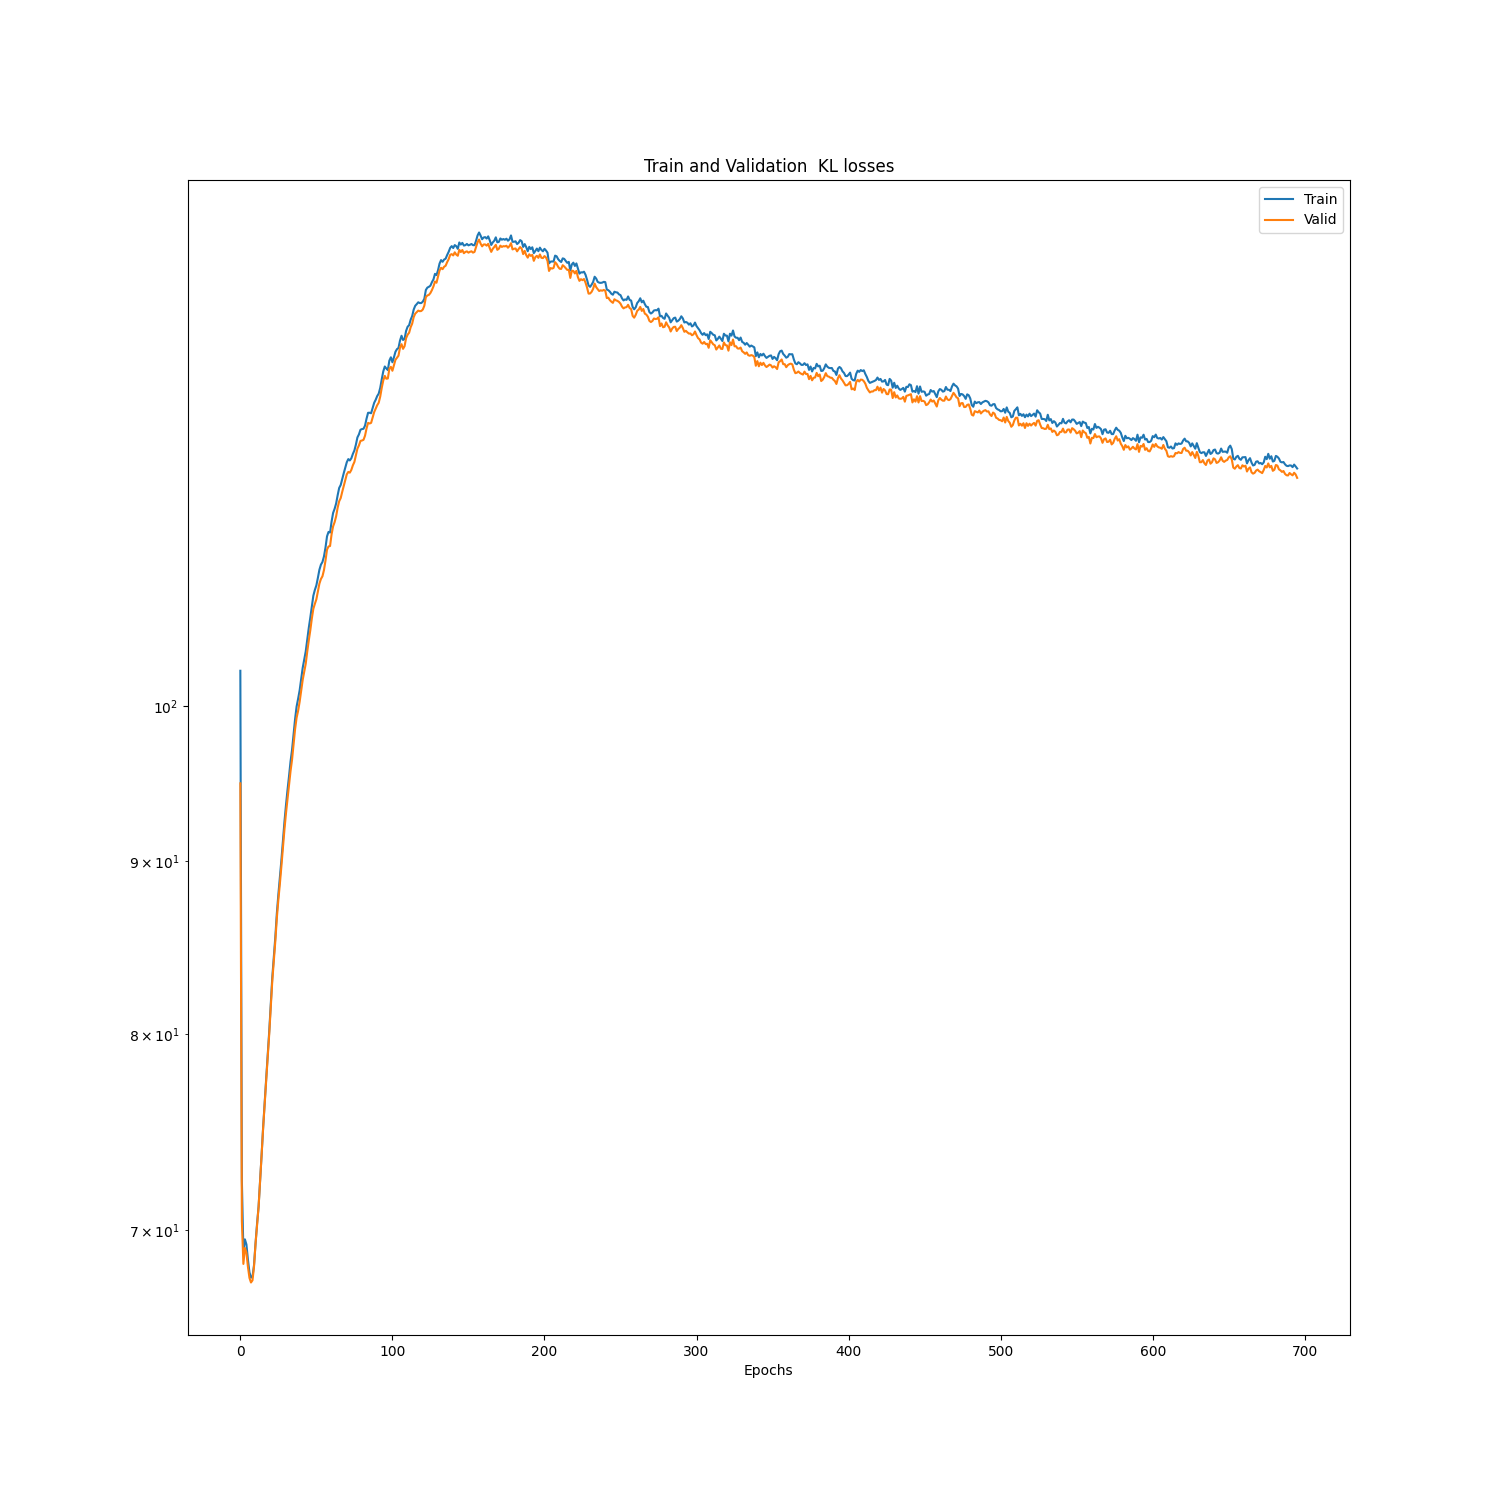 Train and Validation  KL losses
Train
Valid
10²
9 × 10¹
8 × 10¹
7 × 10¹
0 100 200 300 400 500 600 700
Epochs